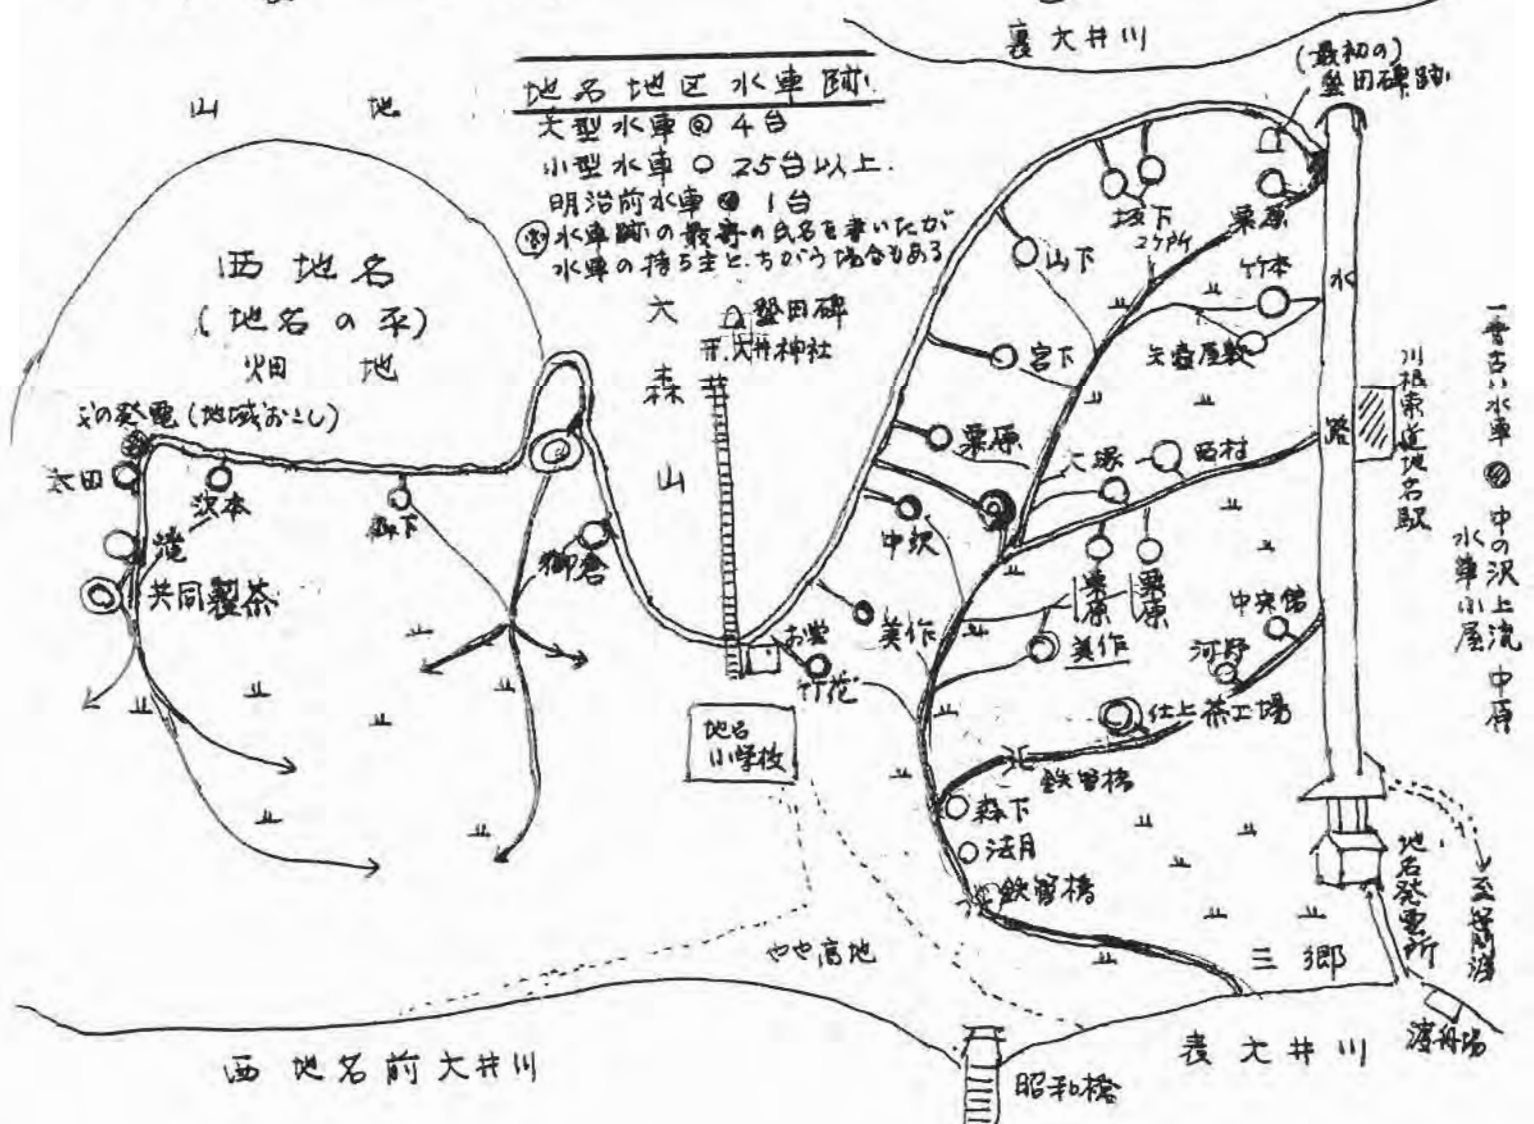 裏大井川
(最初の)
墾田碑跡
地名地区水車跡
大型水車◎4台
小型水車○25台以上.
明治前水車 1台
水車跡の最寄の氏名を書いたが
水車の持ち主と、ちがう場合もある
山 地
西地名
(地名の平)
畑 地
大森山
墾田碑
大井神社
発電(地域おこし)
太田
沢本
滝
共同製茶
森下
御倉
お堂
竹花
地名
小学校
坂下
2ヶ所
栗原
竹本
山下
宮下
栗原
大塚
西村
中沢
美作
栗原
栗原
美作
中央館
河野
仕上茶工場
鉄管橋
森下
法月
鉄管橋
水路
川根東道地名駅
一番古い水車 中の沢上流 中原
水車小屋
地名発電所
三郷
やや高地
西地名前大井川
昭和橋
表大井川
渡舟場